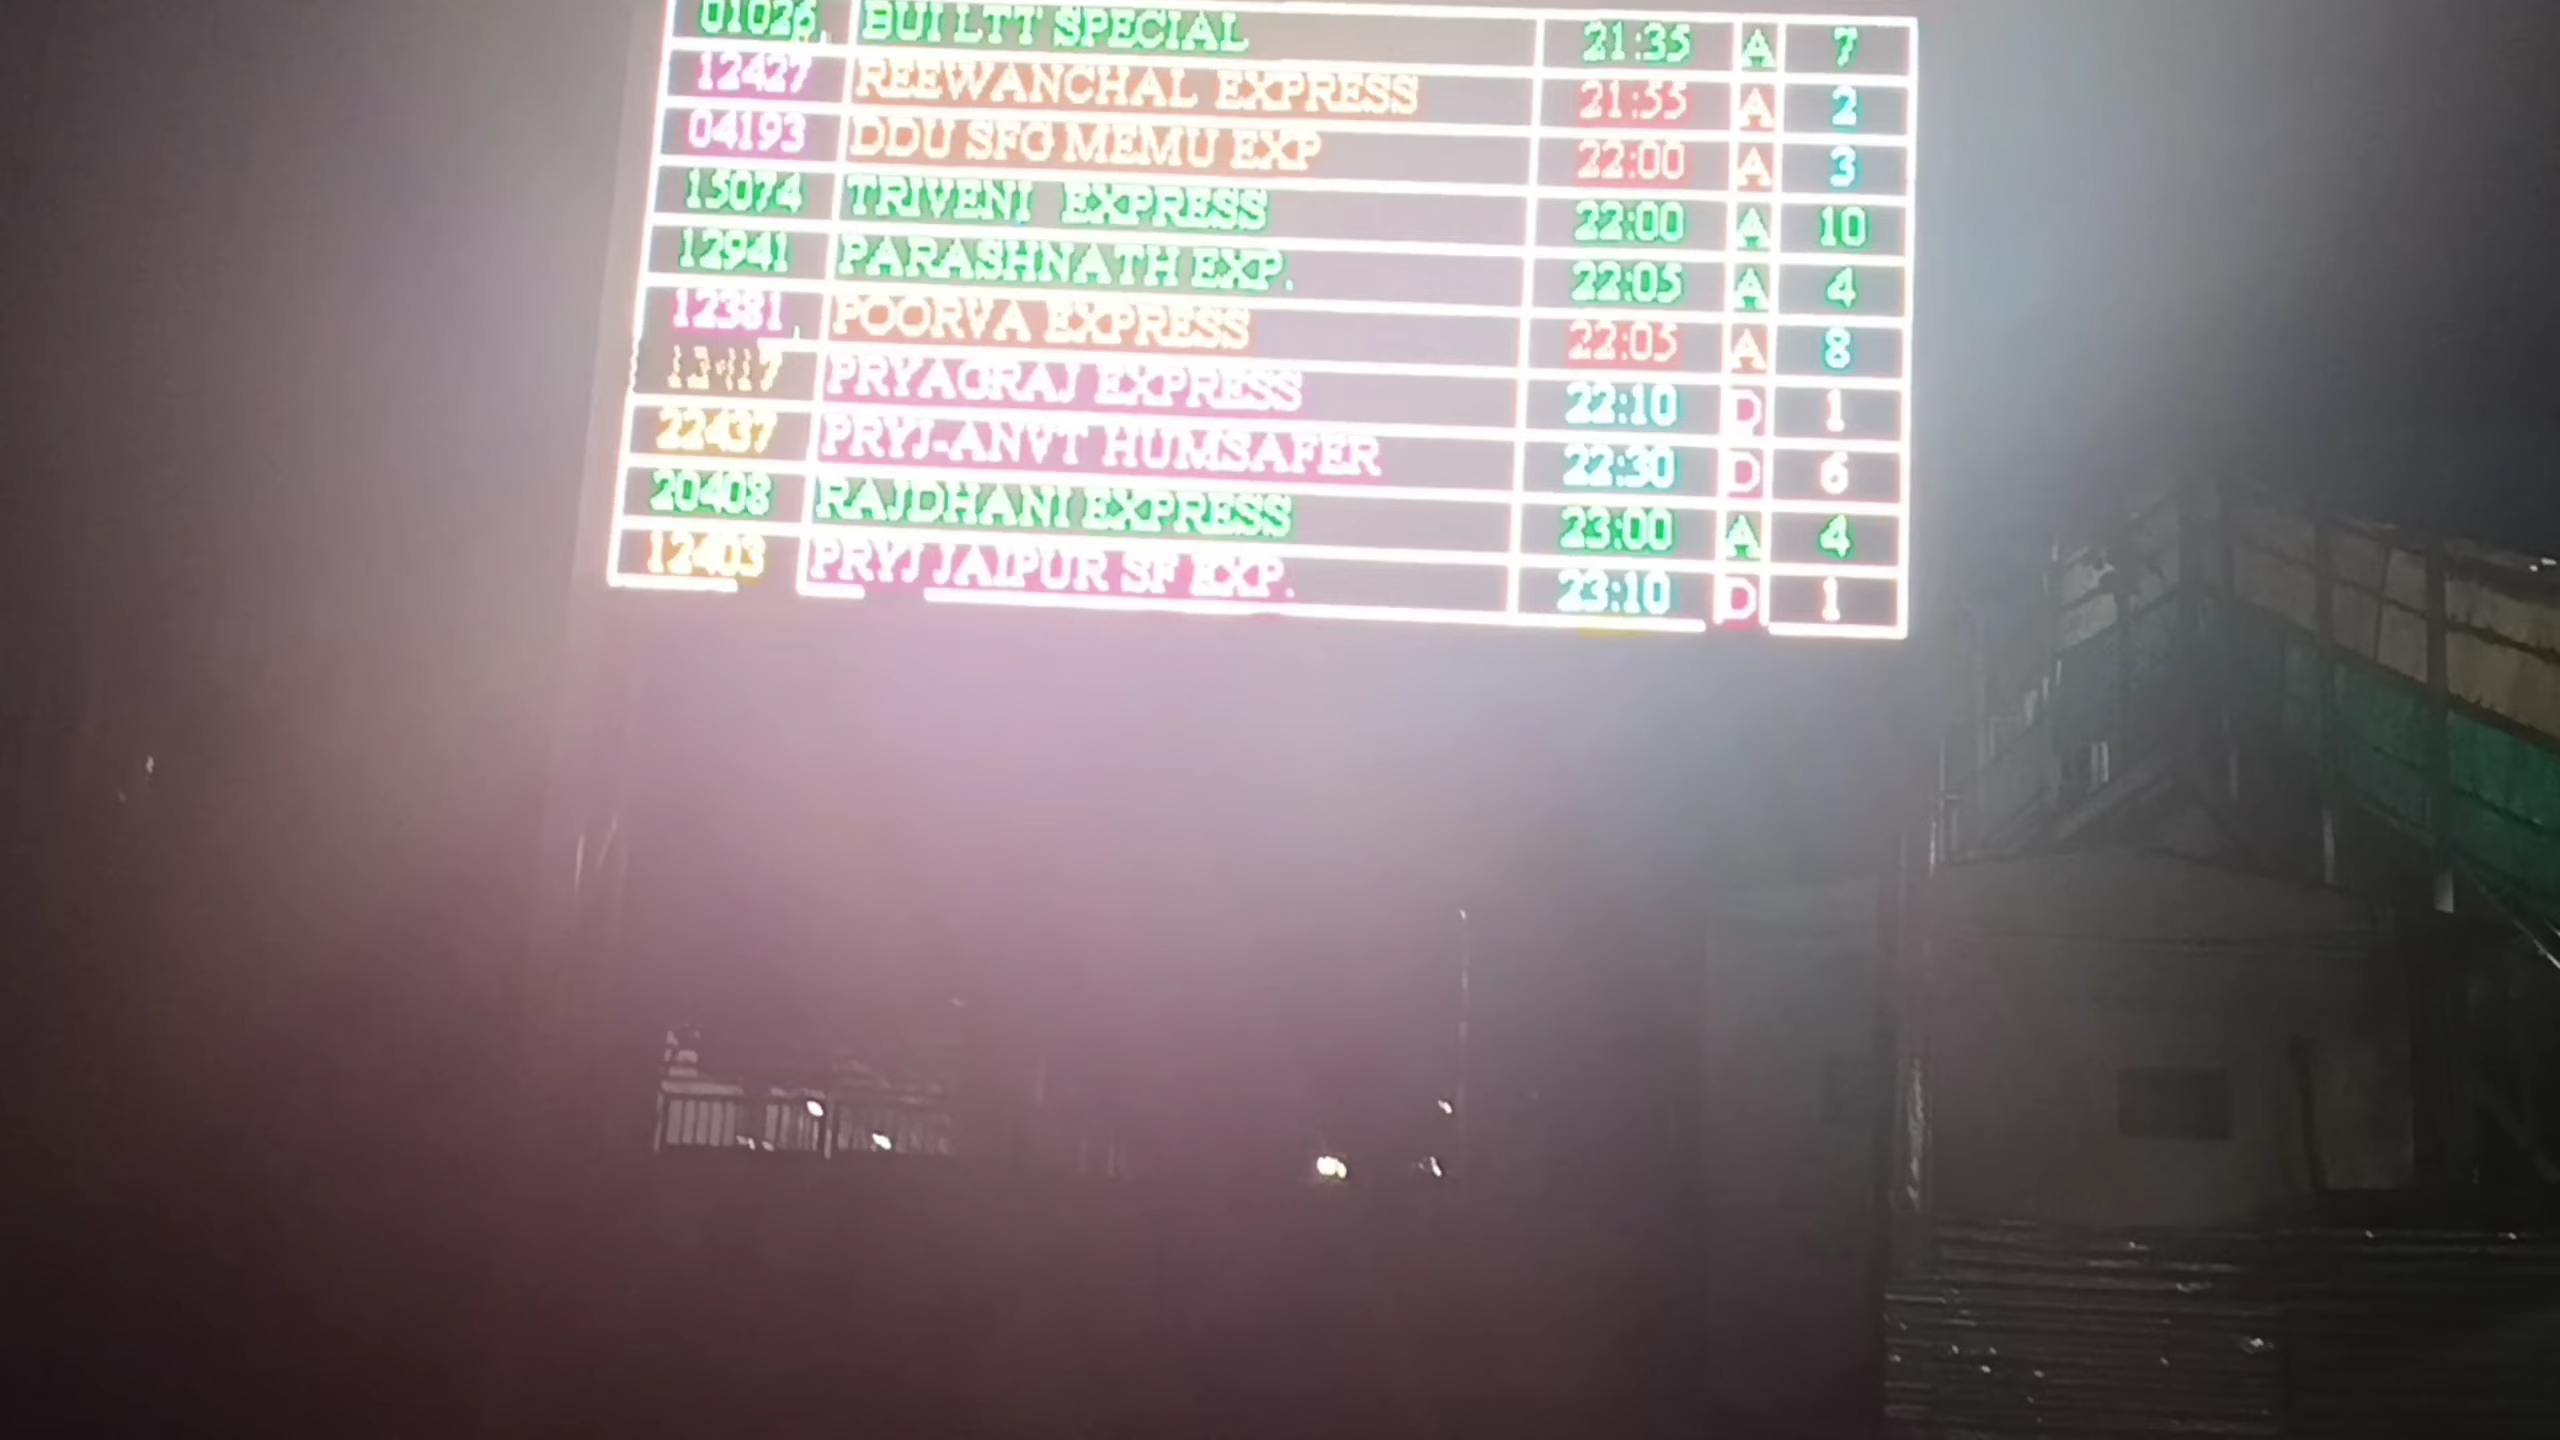 01026 BUI LTT SPECIAL 21:35 A 7
12427 REEWANCHAL EXPRESS 21:55 A 2
04193 DDU SFG MEMU EXP 22:00 A 3
15074 TRIVENI EXPRESS 22:00 A 10
12941 PARASHNATH EXP. 22:05 A 4
12381 POORVA EXPRESS 22:05 A 8
PRYAGRAJ EXPRESS 22:10 D 1
22437 PRYJ-ANVT HUMSAFER 22:30 D 6
20408 RAJDHANI EXPRESS 23:00 A 4
12403 PRYJ JAIPUR SF EXP. 23:10 D 1